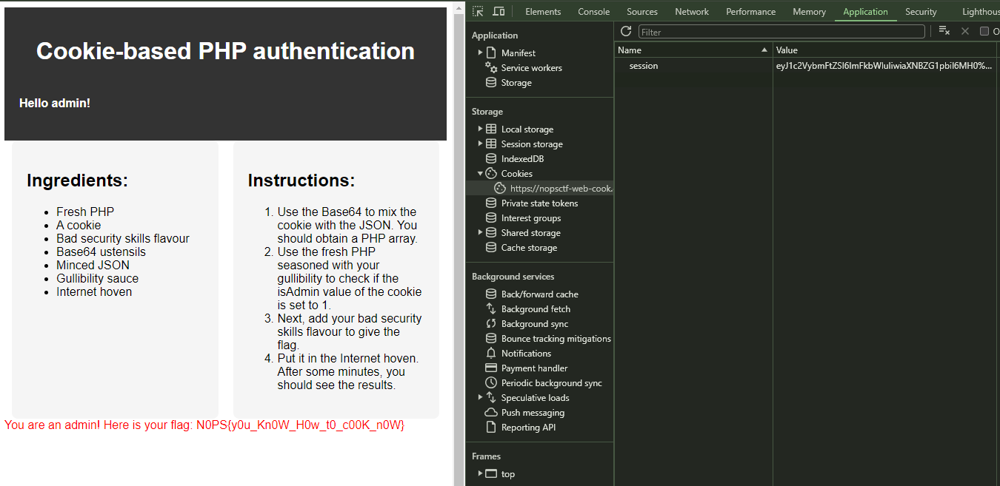 Cookie-based PHP authentication
Hello admin!
Ingredients:
Fresh PHP
A cookie
Bad security skills flavour
Base64 ustensils
Minced JSON
Gullibility sauce
Internet hoven
Instructions:
1. Use the Base64 to mix the
cookie with the JSON. You
should obtain a PHP array.
2. Use the fresh PHP
seasoned with your
gullibility to check if the
isAdmin value of the cookie
is set to 1.
3. Next, add your bad security
skills flavour to give the
flag.
4. Put it in the Internet hoven.
After some minutes, you
should see the results.
You are an admin! Here is your flag: N0PS{y0u_Kn0W_H0w_t0_c00K_n0W}
Elements Console Sources Network Performance Memory Application Security Lighthous
Application
Manifest
Service workers
Storage
Storage
Local storage
Session storage
IndexedDB
Cookies
https://nopsctf-web-cook.
Private state tokens
Interest groups
Shared storage
Cache storage
Background services
Back/forward cache
Background fetch
Background sync
Bounce tracking mitigations
Notifications
Payment handler
Periodic background sync
Speculative loads
Push messaging
Reporting API
Frames
top
Filter
O
Name Value
session eyJ1c2VybmFtZSI6ImFkbWluIiwiaXNBZG1pbiI6MH0%...